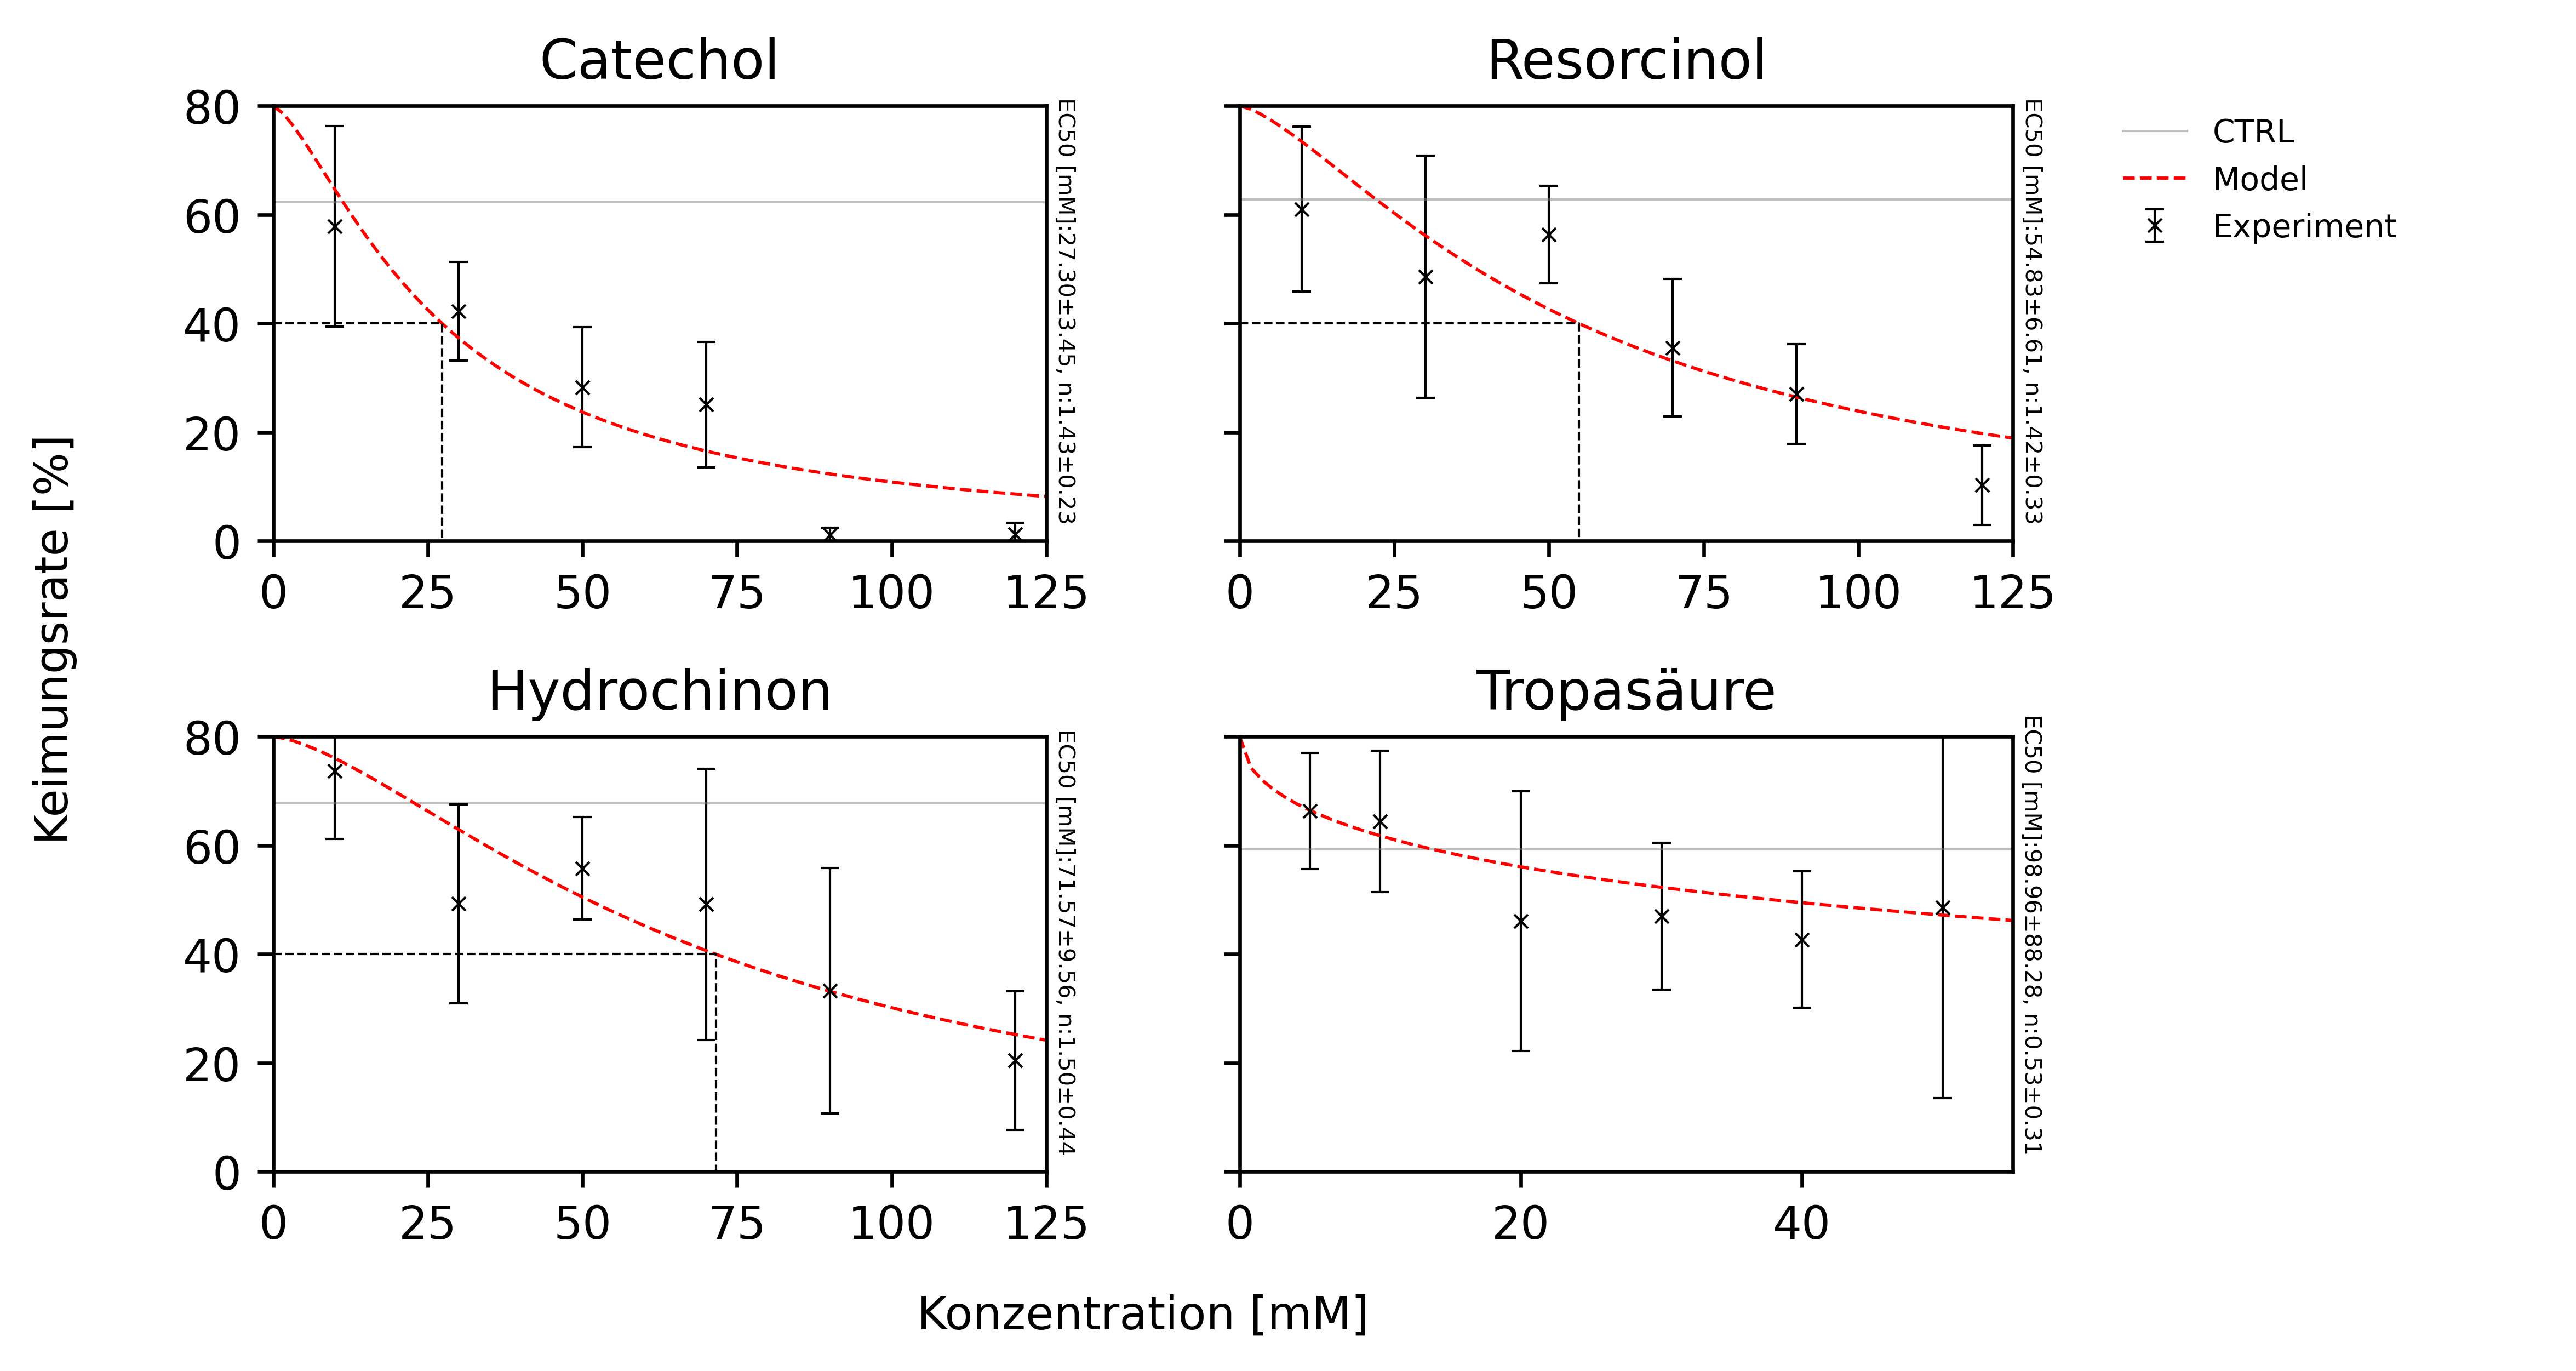 Catechol
80
60
40
20
0
0 25 50 75 100 125
EC50 [mM]:27.30±3.45, n:1.43±0.23
Resorcinol
0 25 50 75 100 125
EC50 [mM]:54.83±6.61, n:1.42±0.33
CTRL
Model
Experiment
Keimungsrate [%]
Hydrochinon
80
60
40
20
0
0 25 50 75 100 125
EC50 [mM]:71.57±9.56, n:1.50±0.44
Tropasäure
0 20 40
EC50 [mM]:98.96±88.28, n:0.53±0.31
Konzentration [mM]